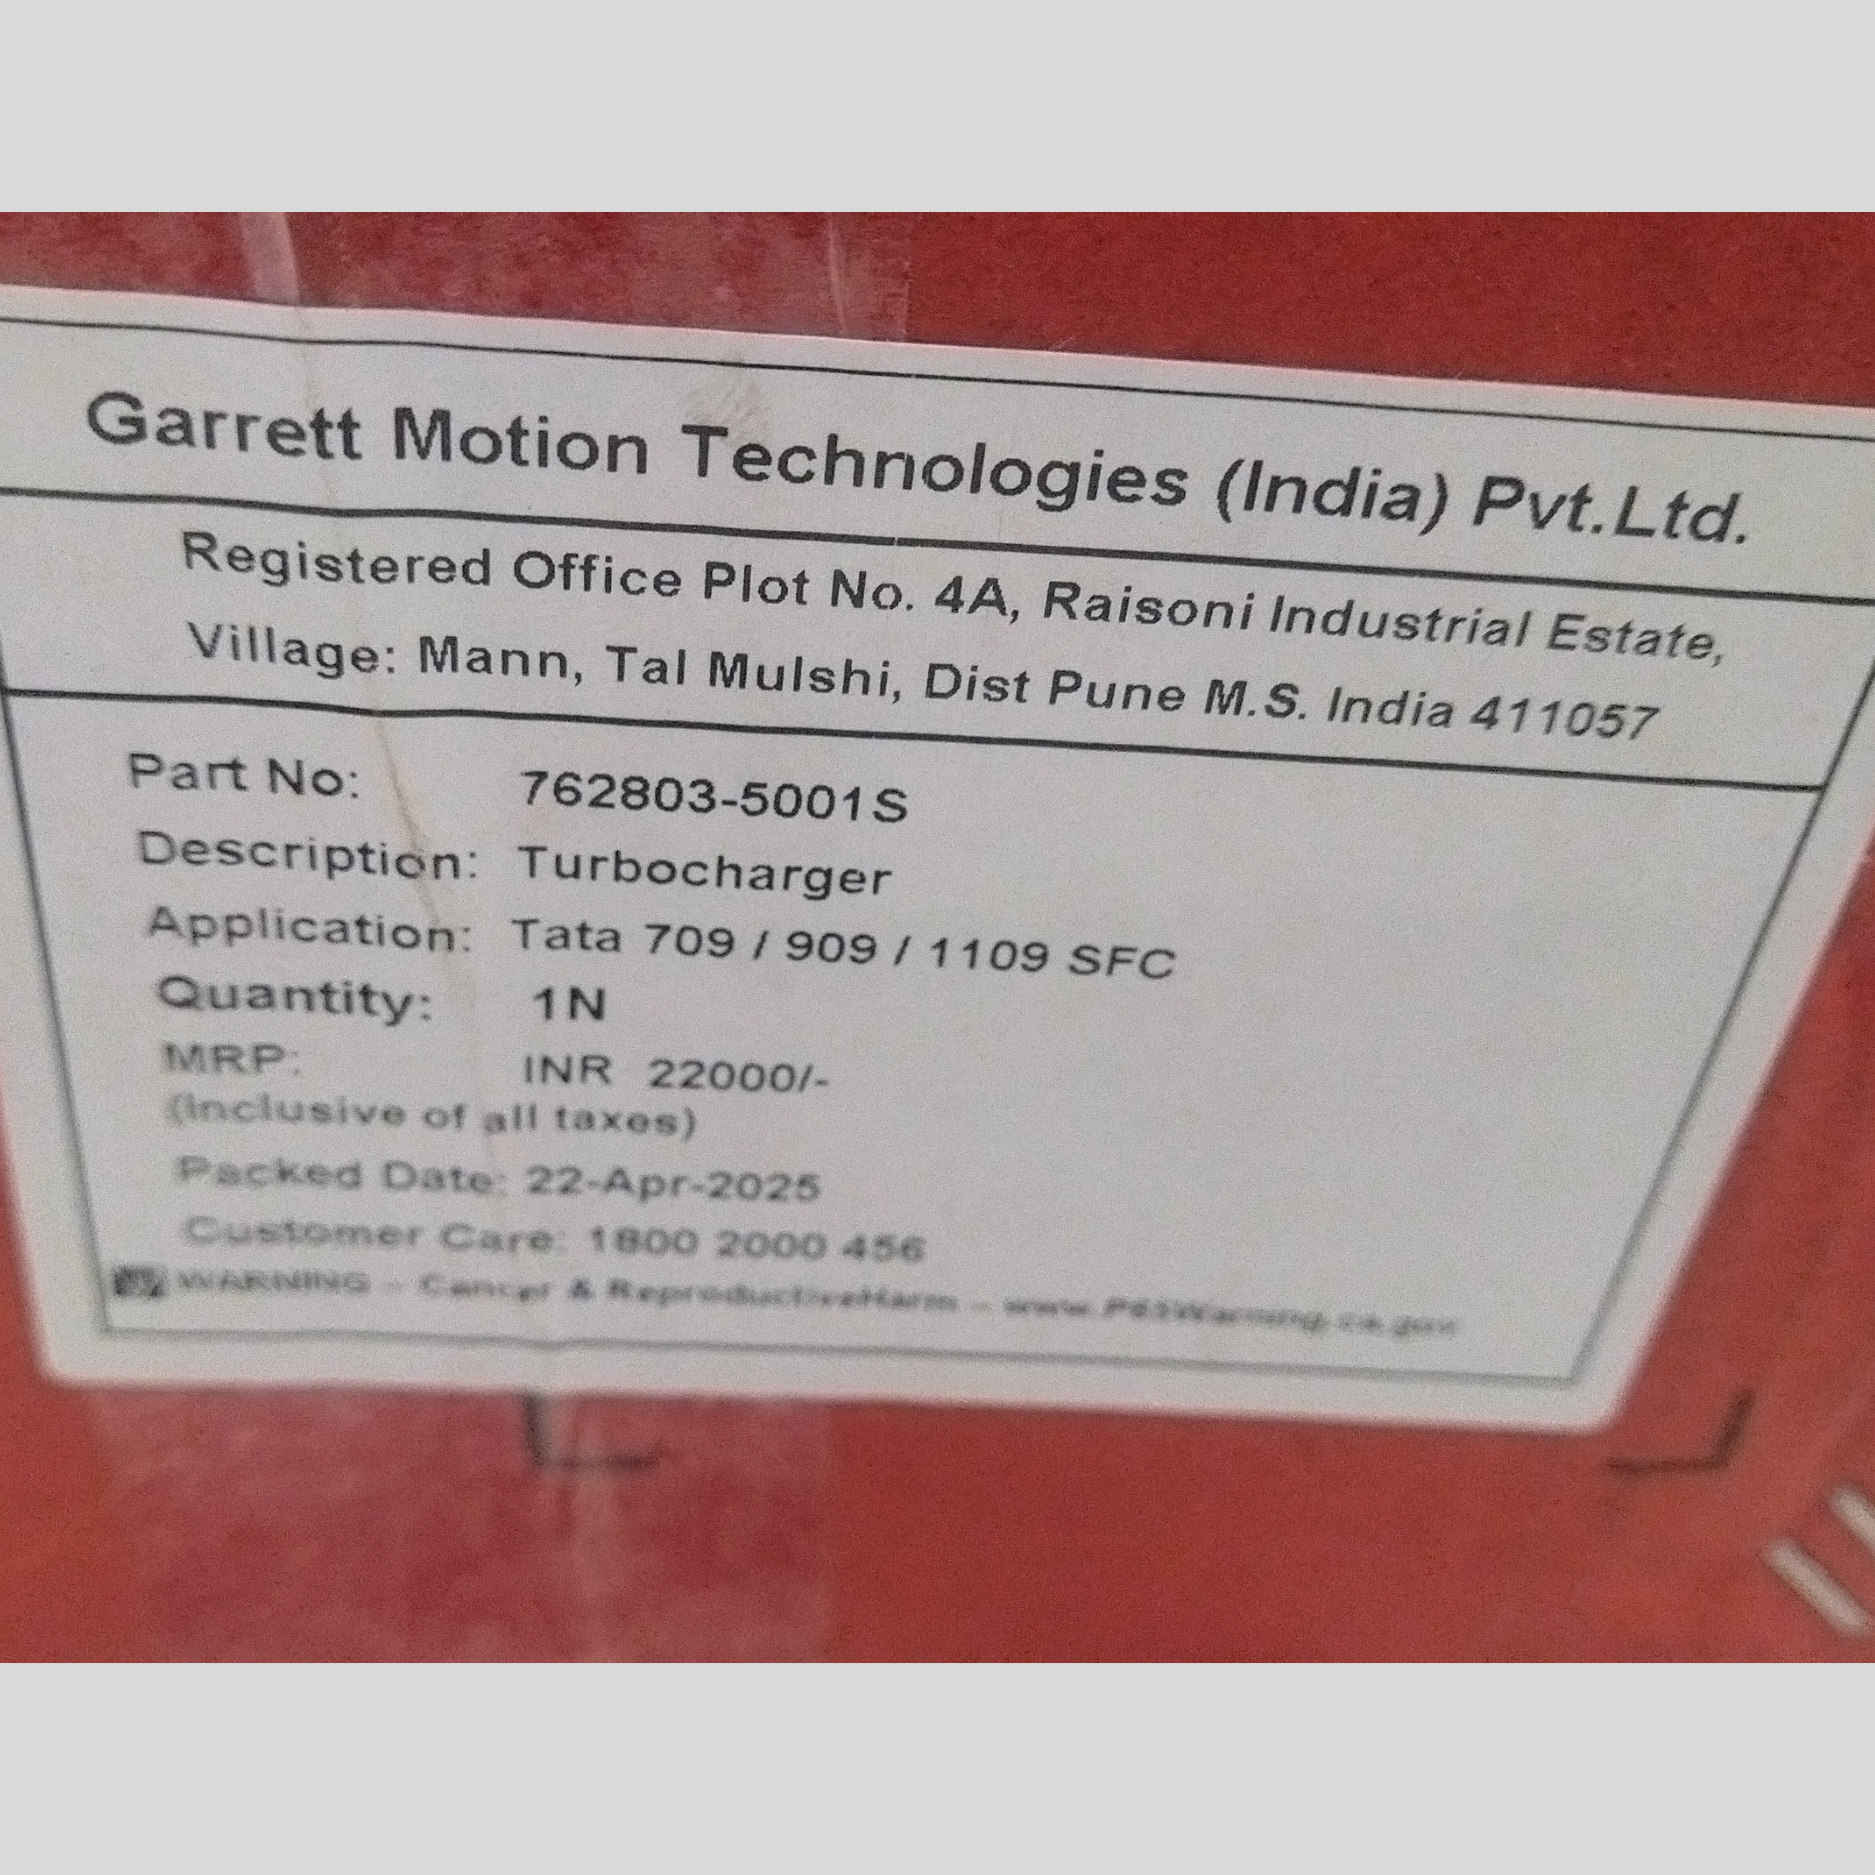 Garrett Motion Technologies (India) Pvt.Ltd.
Registered Office Plot No. 4A, Raisoni Industrial Estate,
Village: Mann, Tal Mulshi, Dist Pune M.S. India 411057
Part No: 762803-5001S
Description: Turbocharger
Application: Tata 709 / 909 / 1109 SFC
Quantity: 1N
MRP: INR 22000/-
(Inclusive of all taxes)
Packed Date: 22-Apr-2025
Customer Care: 1800 2000 456
WARNING – Cancer & ReproductiveHarm – www.P65Warning.ca.gov